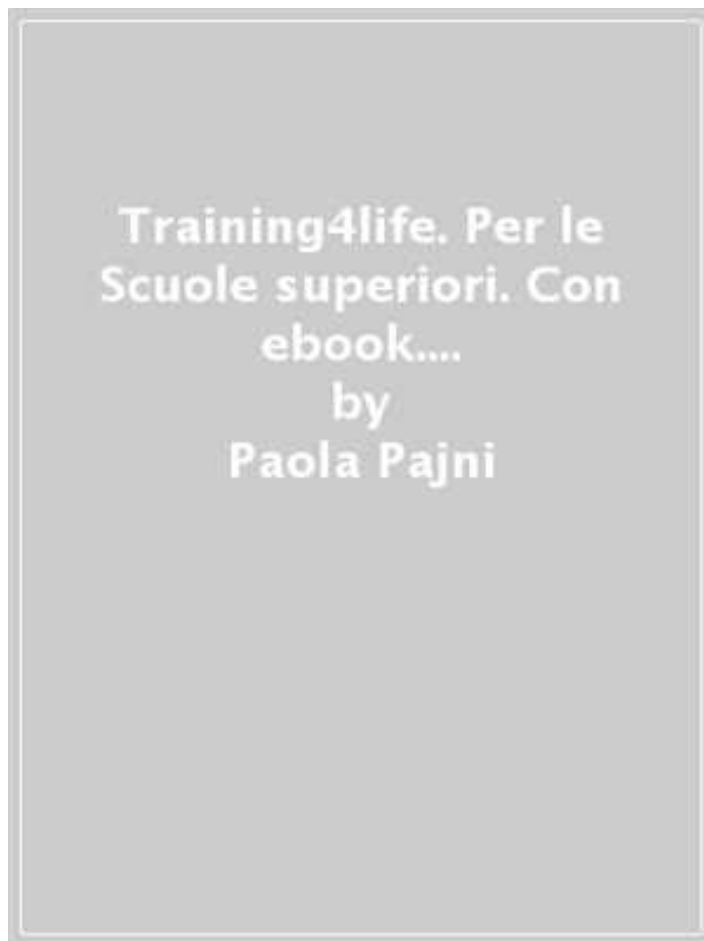 Training4life. Per le
Scuole superiori. Con
ebook....
by
Paola Pajni